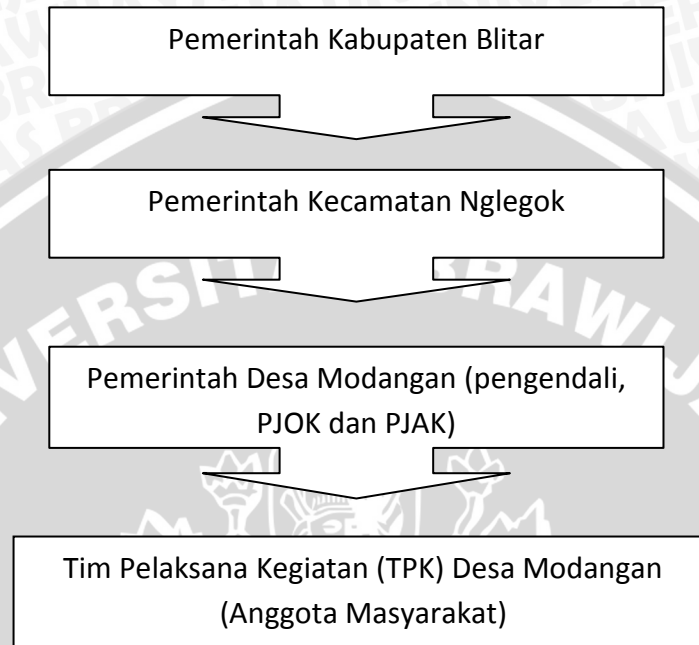 Pemerintah Kabupaten Blitar
Pemerintah Kecamatan Nglegok
Pemerintah Desa Modangan (pengendali,
PJOK dan PJAK)
Tim Pelaksana Kegiatan (TPK) Desa Modangan
(Anggota Masyarakat)